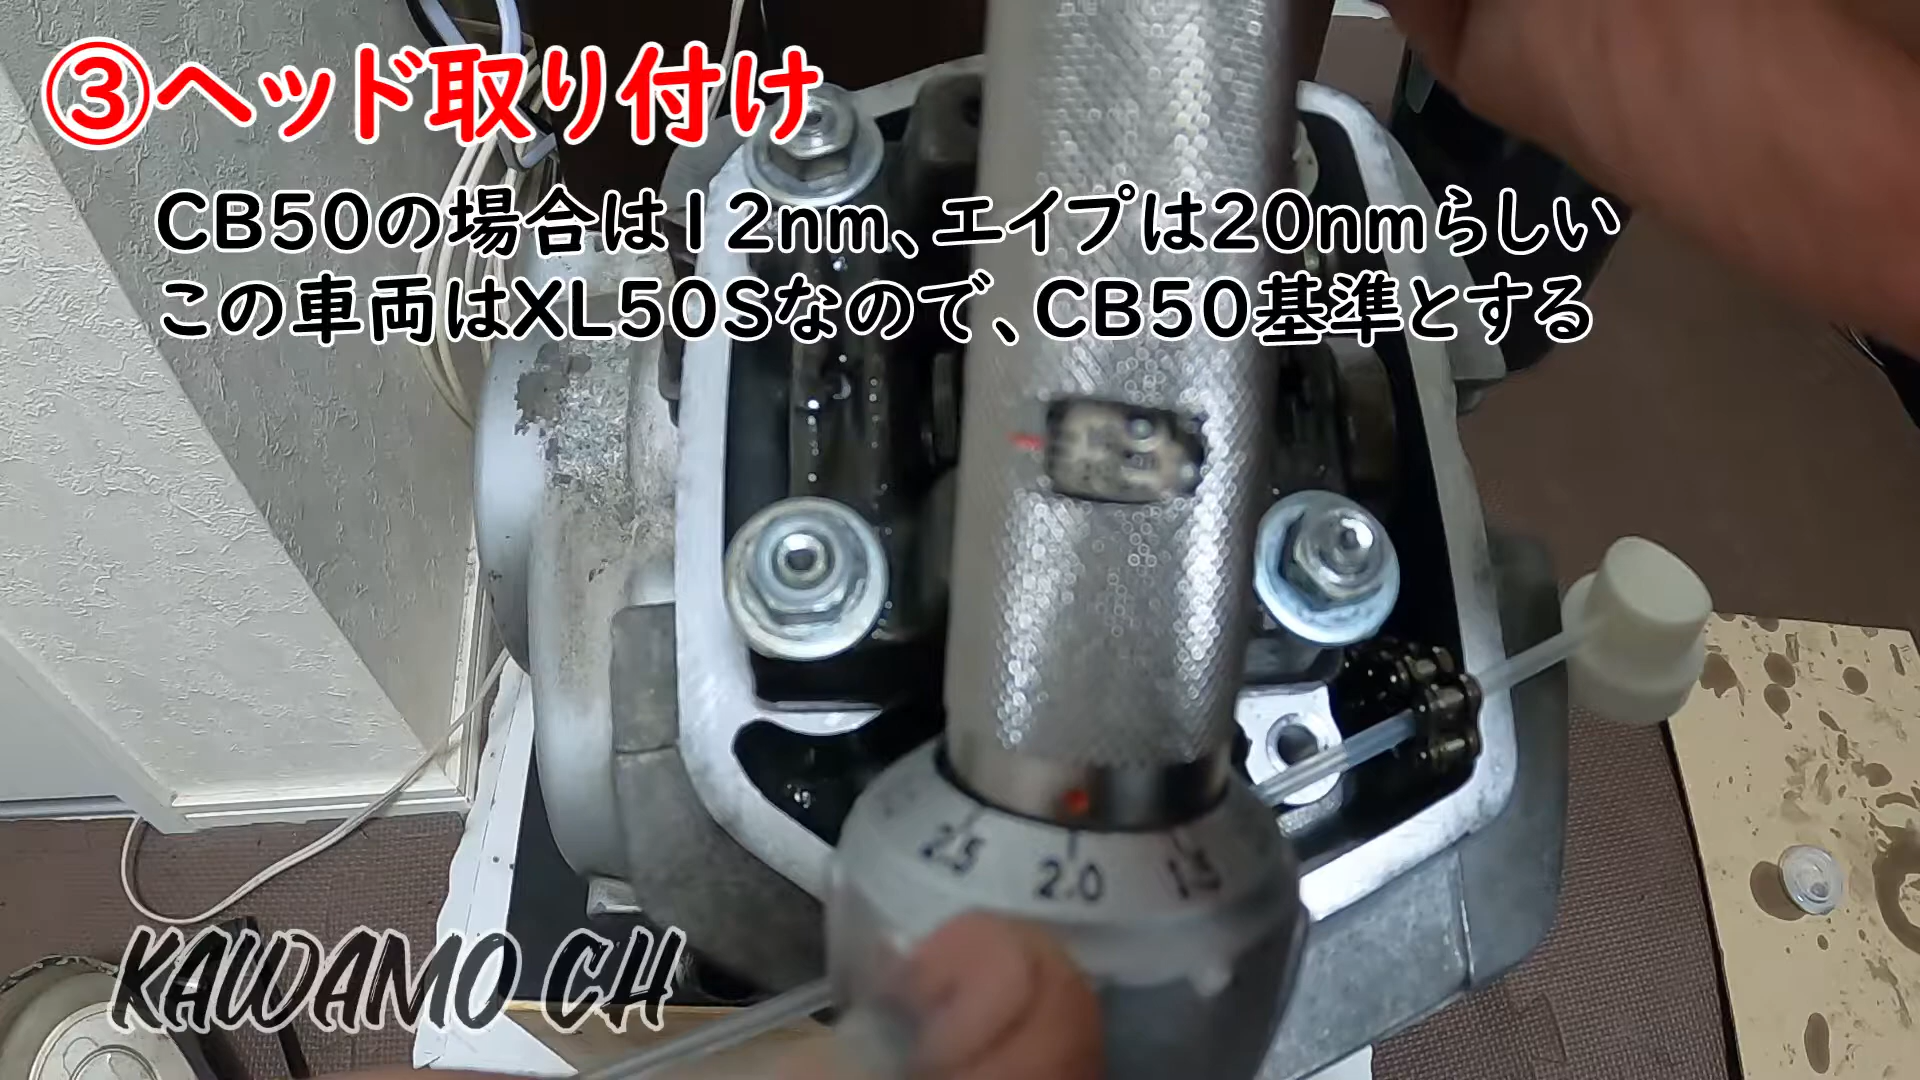 ③ヘッド取り付け
CB50の場合は12nm、エイプは20nmらしい
この車両はXL50Sなので、CB50基準とする
2.5 2.0 1.5
KAWAMO CH